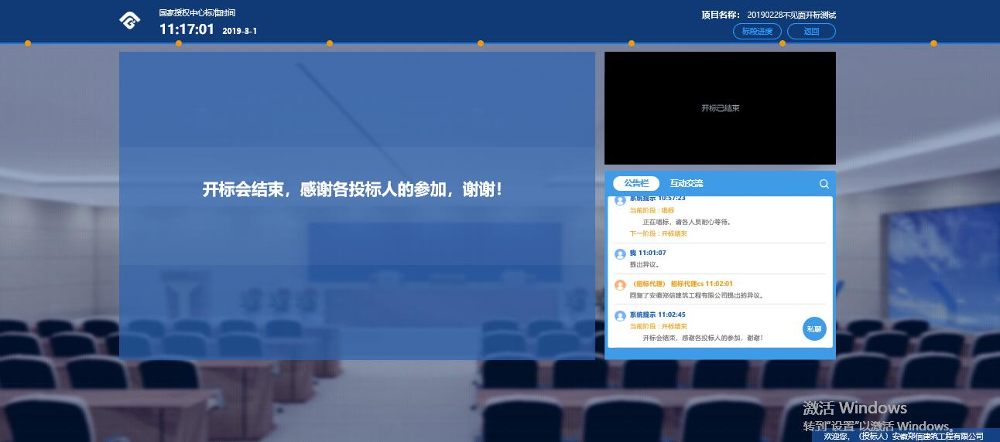 国家授权中心标准时间
11:17:01 2019-3-1
项目名称： 20190228不见面开标测试
标段进度 返回
开标会结束，感谢各投标人的参加，谢谢！
开标已结束
公告栏 互动交流
系统提示 10:57:23
当前阶段 : 唱标
正在唱标，请各人员耐心等待。
下一阶段 : 开标结束
我 11:01:07
提出异议。
（招标代理） 招标代理cs 11:02:01
回复了安徽郑信建筑工程有限公司提出的异议。
系统提示 11:02:45
当前阶段 : 开标结束
开标会结束，感谢各投标人的参加，谢谢！
私聊
激活 Windows
转到“设置”以激活 Windows。
欢迎您，（投标人）安徽郑信建筑工程有限公司